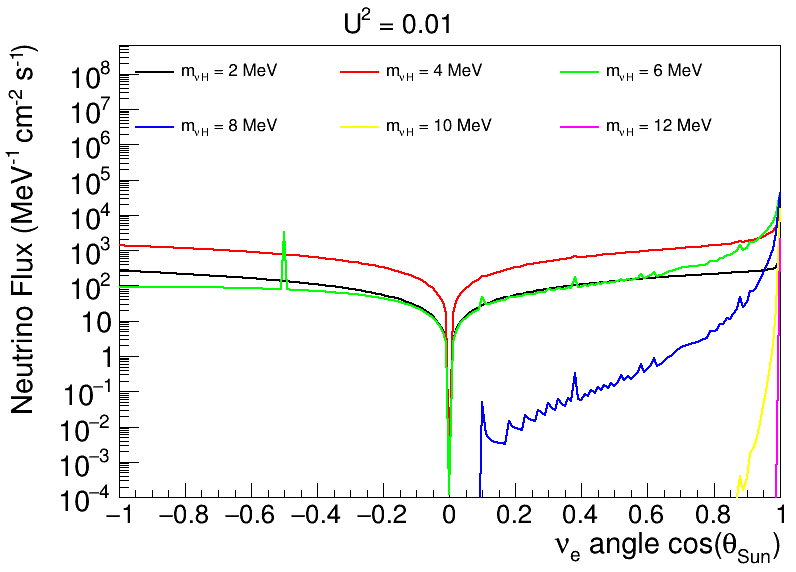 U² = 0.01
Neutrino Flux (MeV⁻¹ cm⁻² s⁻¹)
m_νH = 2 MeV m_νH = 4 MeV m_νH = 6 MeV
m_νH = 8 MeV m_νH = 10 MeV m_νH = 12 MeV
10⁸
10⁷
10⁶
10⁵
10⁴
10³
10²
10
1
10⁻¹
10⁻²
10⁻³
10⁻⁴
−1 −0.8 −0.6 −0.4 −0.2 0 0.2 0.4 0.6 0.8 1
ν_e angle cos(θ_Sun)